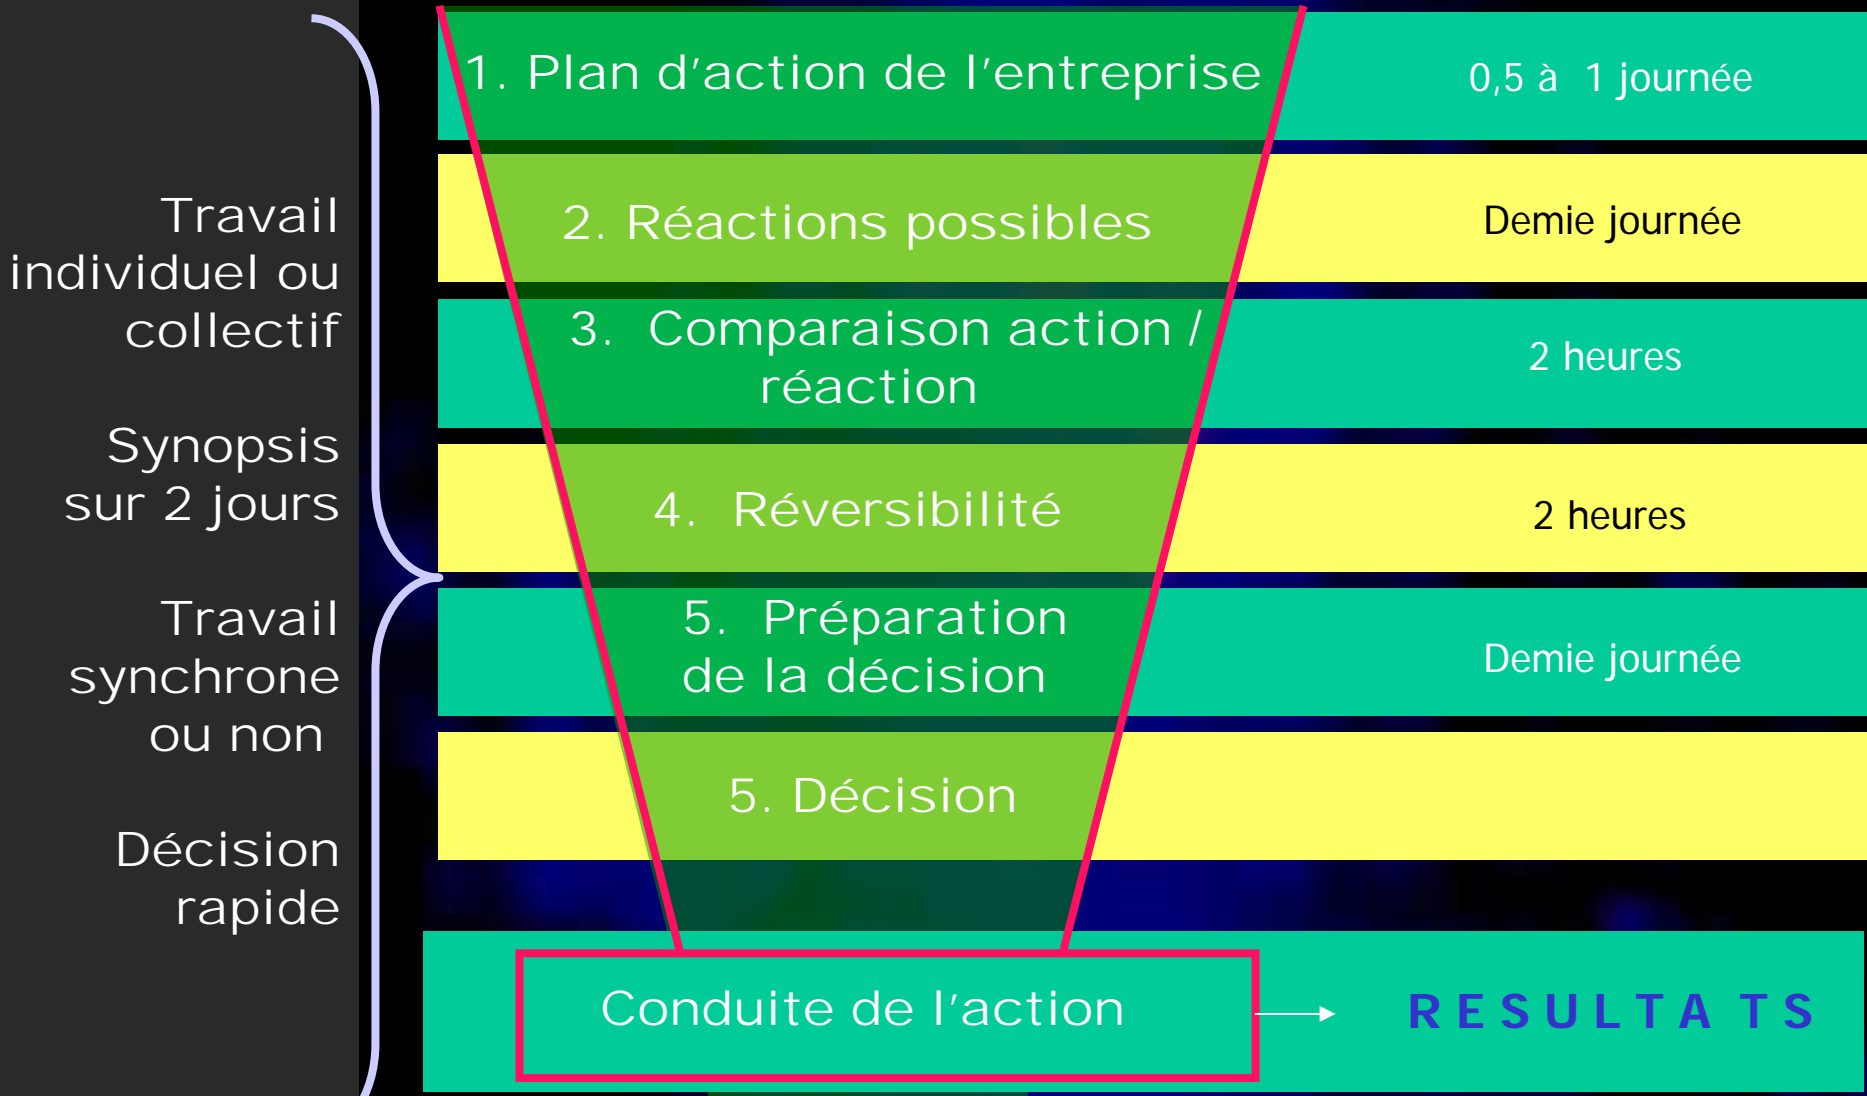 Travail
individuel ou
collectif
Synopsis
sur 2 jours
Travail
synchrone
ou non
Décision
rapide
1. Plan d'action de l'entreprise
0,5 à 1 journée
2. Réactions possibles
Demie journée
3. Comparaison action /
réaction
2 heures
4. Réversibilité
2 heures
5. Préparation
de la décision
Demie journée
5. Décision
Conduite de l'action
RESULTATS